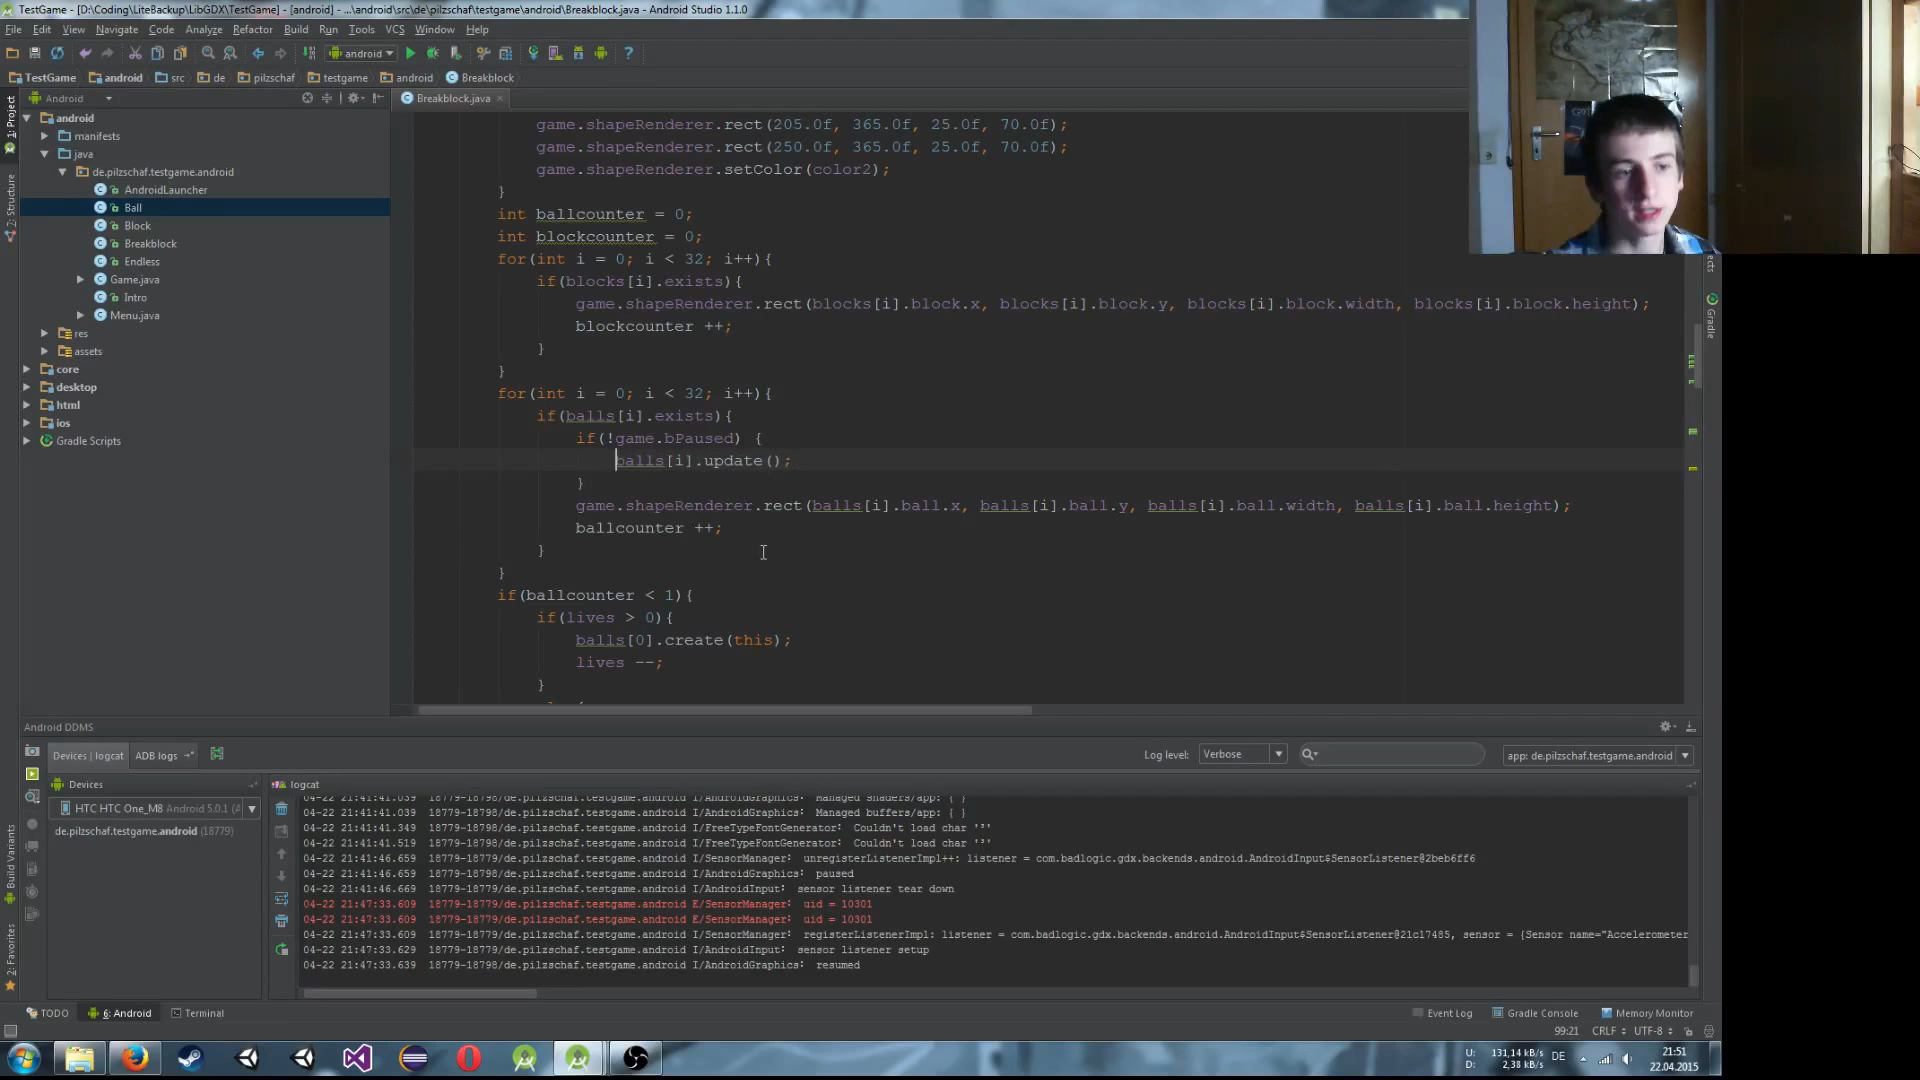 TestGame - [D:\Coding\LiteBackup\LibGDX\TestGame] - [android] - ...\android\src\de\pilzschaf\testgame\android\Breakblock.java - Android Studio 1.1.0
File Edit View Navigate Code Analyze Refactor Build Run Tools VCS Window Help
android
TestGame android src de pilzschaf testgame android Breakblock
Android
Breakblock.java
1: Project
Z: Structure
Build Variants
2: Favorites
Gradle
android
manifests
java
de.pilzschaf.testgame.android
AndroidLauncher
Ball
Block
Breakblock
Endless
Game.java
Intro
Menu.java
res
assets
core
desktop
html
ios
Gradle Scripts
game.shapeRenderer.rect(205.0f, 365.0f, 25.0f, 70.0f);
game.shapeRenderer.rect(250.0f, 365.0f, 25.0f, 70.0f);
game.shapeRenderer.setColor(color2);
}
int ballcounter = 0;
int blockcounter = 0;
for(int i = 0; i < 32; i++){
if(blocks[i].exists){
game.shapeRenderer.rect(blocks[i].block.x, blocks[i].block.y, blocks[i].block.width, blocks[i].block.height);
blockcounter ++;
}
}
for(int i = 0; i < 32; i++){
if(balls[i].exists){
if(!game.bPaused) {
balls[i].update();
}
game.shapeRenderer.rect(balls[i].ball.x, balls[i].ball.y, balls[i].ball.width, balls[i].ball.height);
ballcounter ++;
}
}
if(ballcounter < 1){
if(lives > 0){
balls[0].create(this);
lives --;
}
Android DDMS
Devices | logcat ADB logs
Log level: Verbose app: de.pilzschaf.testgame.android
Devices
logcat
HTC HTC One_M8 Android 5.0.1 (A
de.pilzschaf.testgame.android (18779)
04-22 21:41:41.039 18779-18798/de.pilzschaf.testgame.android I/AndroidGraphics: Managed shaders/app: { }
04-22 21:41:41.039 18779-18798/de.pilzschaf.testgame.android I/AndroidGraphics: Managed buffers/app: { }
04-22 21:41:41.349 18779-18798/de.pilzschaf.testgame.android I/FreeTypeFontGenerator: Couldn't load char
04-22 21:41:41.519 18779-18798/de.pilzschaf.testgame.android I/FreeTypeFontGenerator: Couldn't load char
04-22 21:41:46.659 18779-18779/de.pilzschaf.testgame.android I/SensorManager: unregisterListenerImpl++: listener = com.badlogic.gdx.backends.android.AndroidInput$SensorListener@2beb6ff6
04-22 21:41:46.659 18779-18779/de.pilzschaf.testgame.android I/AndroidGraphics: paused
04-22 21:41:46.669 18779-18779/de.pilzschaf.testgame.android I/AndroidInput: sensor listener tear down
04-22 21:47:33.609 18779-18779/de.pilzschaf.testgame.android E/SensorManager: uid = 10301
04-22 21:47:33.609 18779-18779/de.pilzschaf.testgame.android E/SensorManager: uid = 10301
04-22 21:47:33.609 18779-18779/de.pilzschaf.testgame.android I/SensorManager: registerListenerImpl: listener = com.badlogic.gdx.backends.android.AndroidInput$SensorListener@21c17485, sensor = {Sensor name="Accelerometer
04-22 21:47:33.629 18779-18779/de.pilzschaf.testgame.android I/AndroidInput: sensor listener setup
04-22 21:47:33.639 18779-18798/de.pilzschaf.testgame.android I/AndroidGraphics: resumed
TODO 6: Android Terminal
Event Log Gradle Console Memory Monitor
99:21 CRLF UTF-8
U: 131,14 kB/s
D: 2,38 kB/s
DE
21:51
22.04.2015